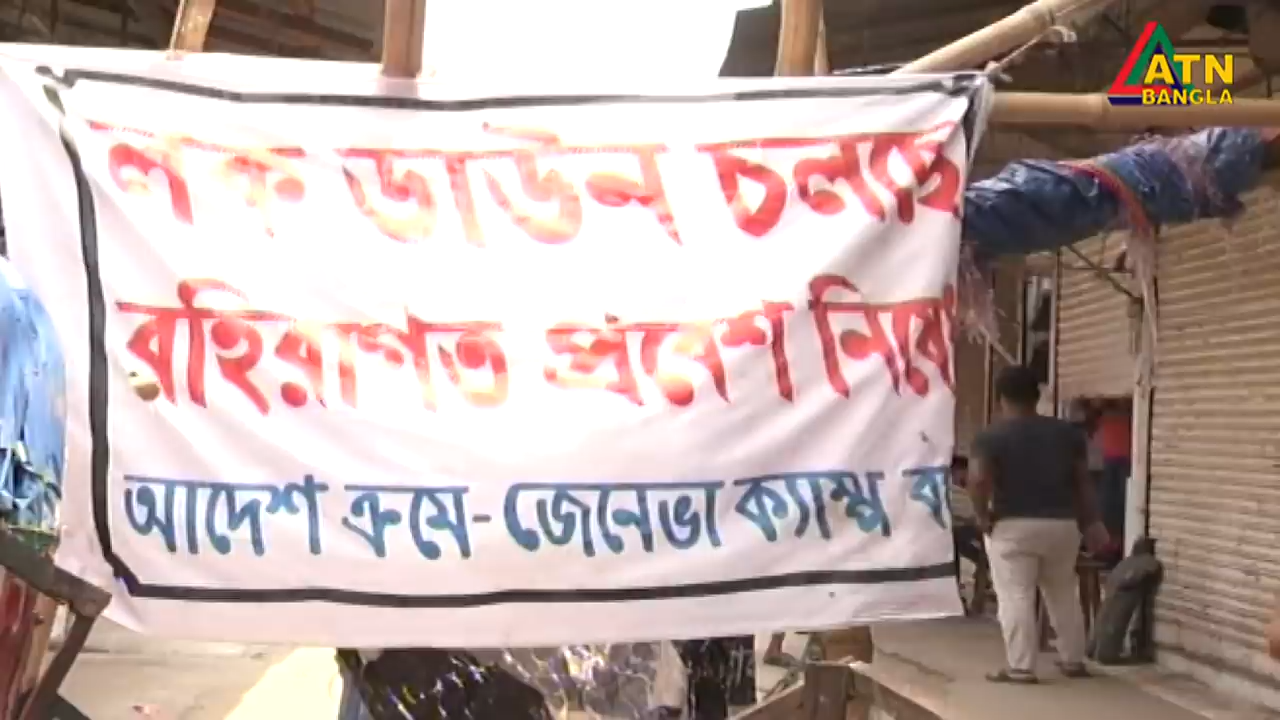 লক ডাউন চলছে
বহিরাগত প্রবেশ নিষে
আদেশ ক্রমে- জেনেভা ক্যাম্প বা
ATN
BANGLA